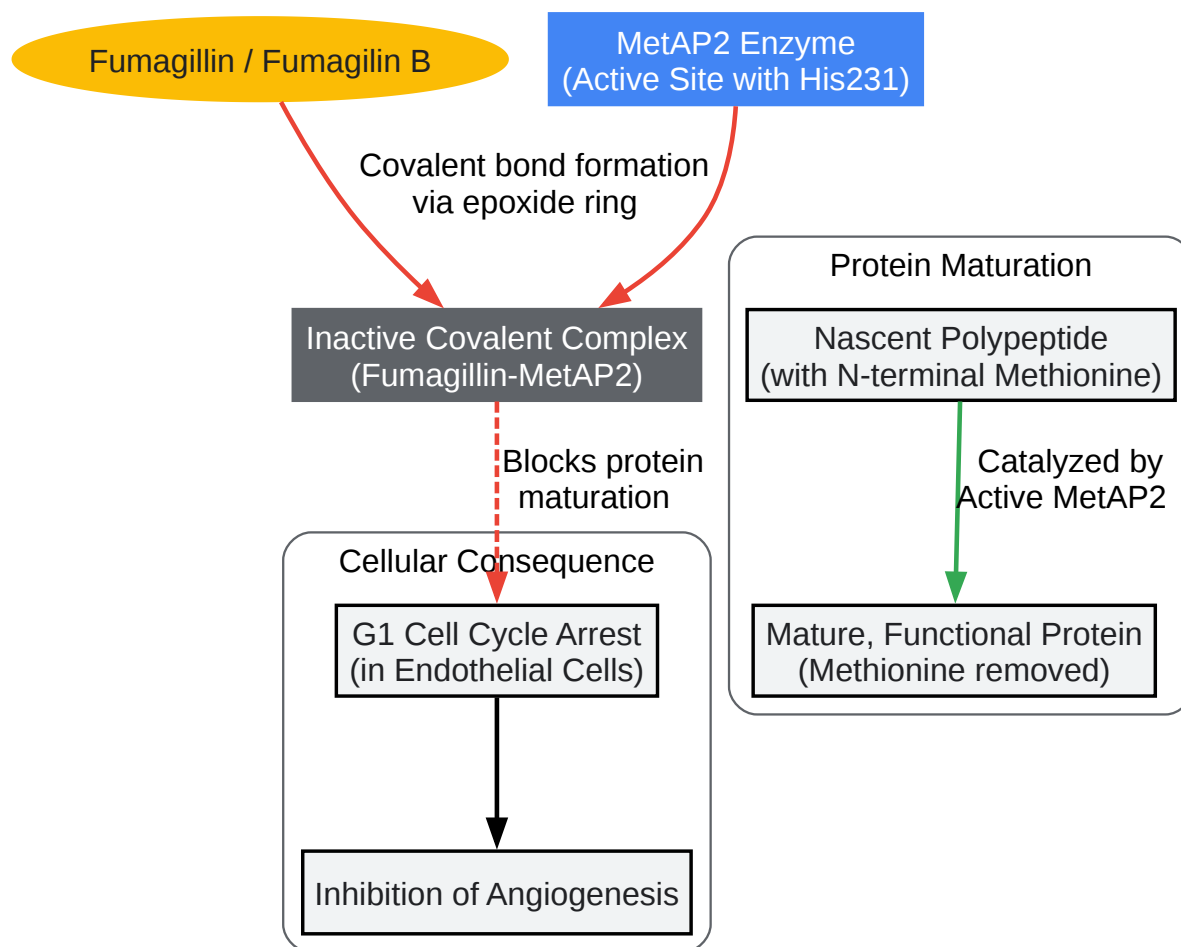 Fumagillin / Fumagilin B
MetAP2 Enzyme
(Active Site with His231)
Covalent bond formation
via epoxide ring
Inactive Covalent Complex
(Fumagillin-MetAP2)
Blocks protein
maturation
Cellular Consequence
G1 Cell Cycle Arrest
(in Endothelial Cells)
Inhibition of Angiogenesis
Protein Maturation
Nascent Polypeptide
(with N-terminal Methionine)
Catalyzed by
Active MetAP2
Mature, Functional Protein
(Methionine removed)